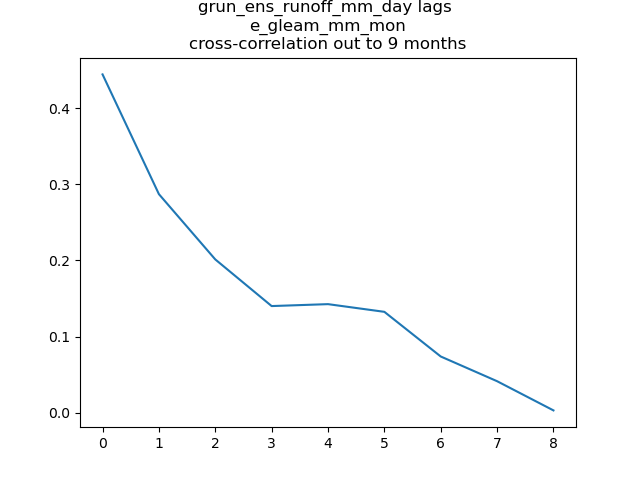 grun_ens_runoff_mm_day lags
e_gleam_mm_mon
cross-correlation out to 9 months
0.4
0.3
0.2
0.1
0.0
0 1 2 3 4 5 6 7 8